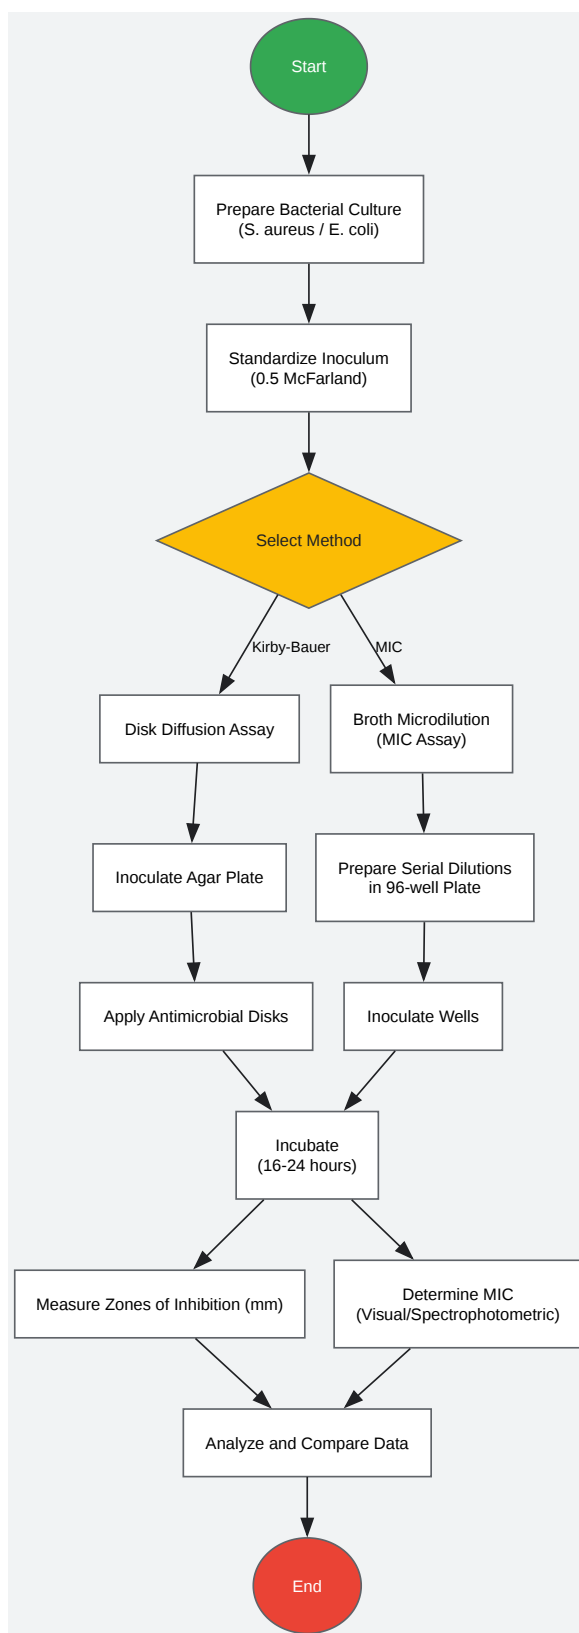 Start
Prepare Bacterial Culture
(S. aureus / E. coli)
Standardize Inoculum
(0.5 McFarland)
Select Method
Kirby-Bauer
MIC
Disk Diffusion Assay
Broth Microdilution
(MIC Assay)
Inoculate Agar Plate
Prepare Serial Dilutions
in 96-well Plate
Apply Antimicrobial Disks
Inoculate Wells
Incubate
(16-24 hours)
Measure Zones of Inhibition (mm)
Determine MIC
(Visual/Spectrophotometric)
Analyze and Compare Data
End